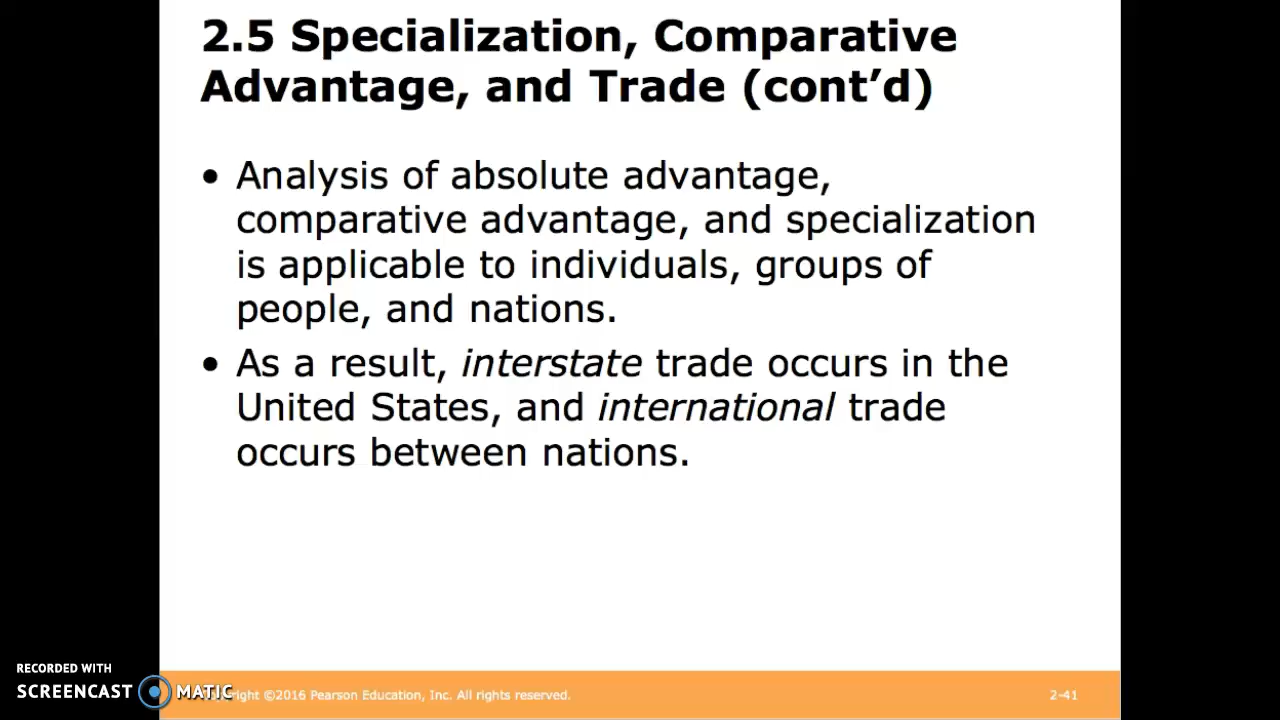 2.5 Specialization, Comparative
Advantage, and Trade (cont’d)
• Analysis of absolute advantage,
comparative advantage, and specialization
is applicable to individuals, groups of
people, and nations.
• As a result, interstate trade occurs in the
United States, and international trade
occurs between nations.
RECORDED WITH
SCREENCAST MATIC
©2016 Pearson Education, Inc. All rights reserved.
2-41